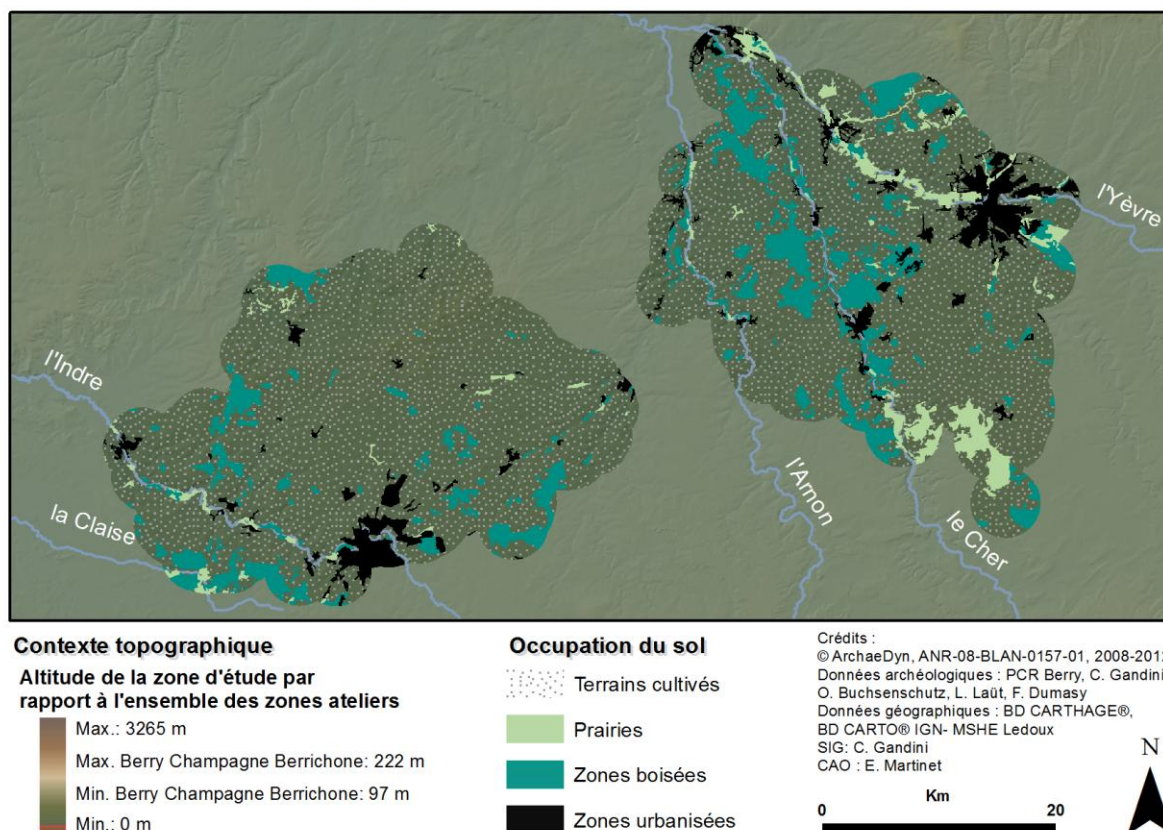 l'Yèvre
l'Indre
la Claise
l'Arnon
le Cher
Contexte topographique
Altitude de la zone d'étude par
rapport à l'ensemble des zones ateliers
Max.: 3265 m
Max. Berry Champagne Berrichone: 222 m
Min. Berry Champagne Berrichone: 97 m
Min.: 0 m
Occupation du sol
Terrains cultivés
Prairies
Zones boisées
Zones urbanisées
Crédits :
© ArchaeDyn, ANR-08-BLAN-0157-01, 2008-201
Données archéologiques : PCR Berry, C. Gandini
O. Buchsenschutz, L. Laüt, F. Dumasy
Données géographiques : BD CARTHAGE®,
BD CARTO® IGN- MSHE Ledoux
SIG: C. Gandini
CAO : E. Martinet
N
Km
0 20